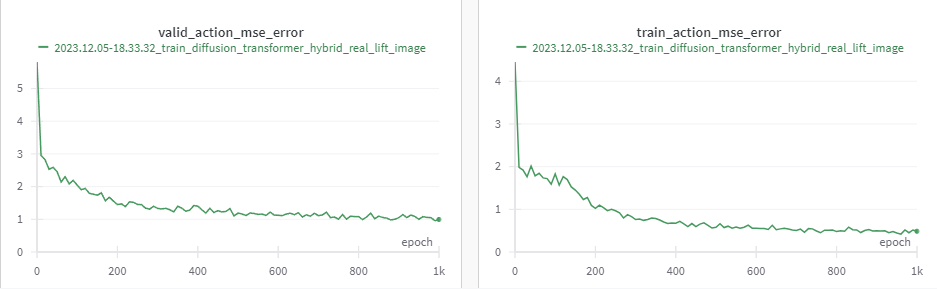 valid_action_mse_error
2023.12.05-18.33.32_train_diffusion_transformer_hybrid_real_lift_image
5
4
3
2
1
0
epoch
0 200 400 600 800 1k
train_action_mse_error
2023.12.05-18.33.32_train_diffusion_transformer_hybrid_real_lift_image
4
3
2
1
0
epoch
0 200 400 600 800 1k